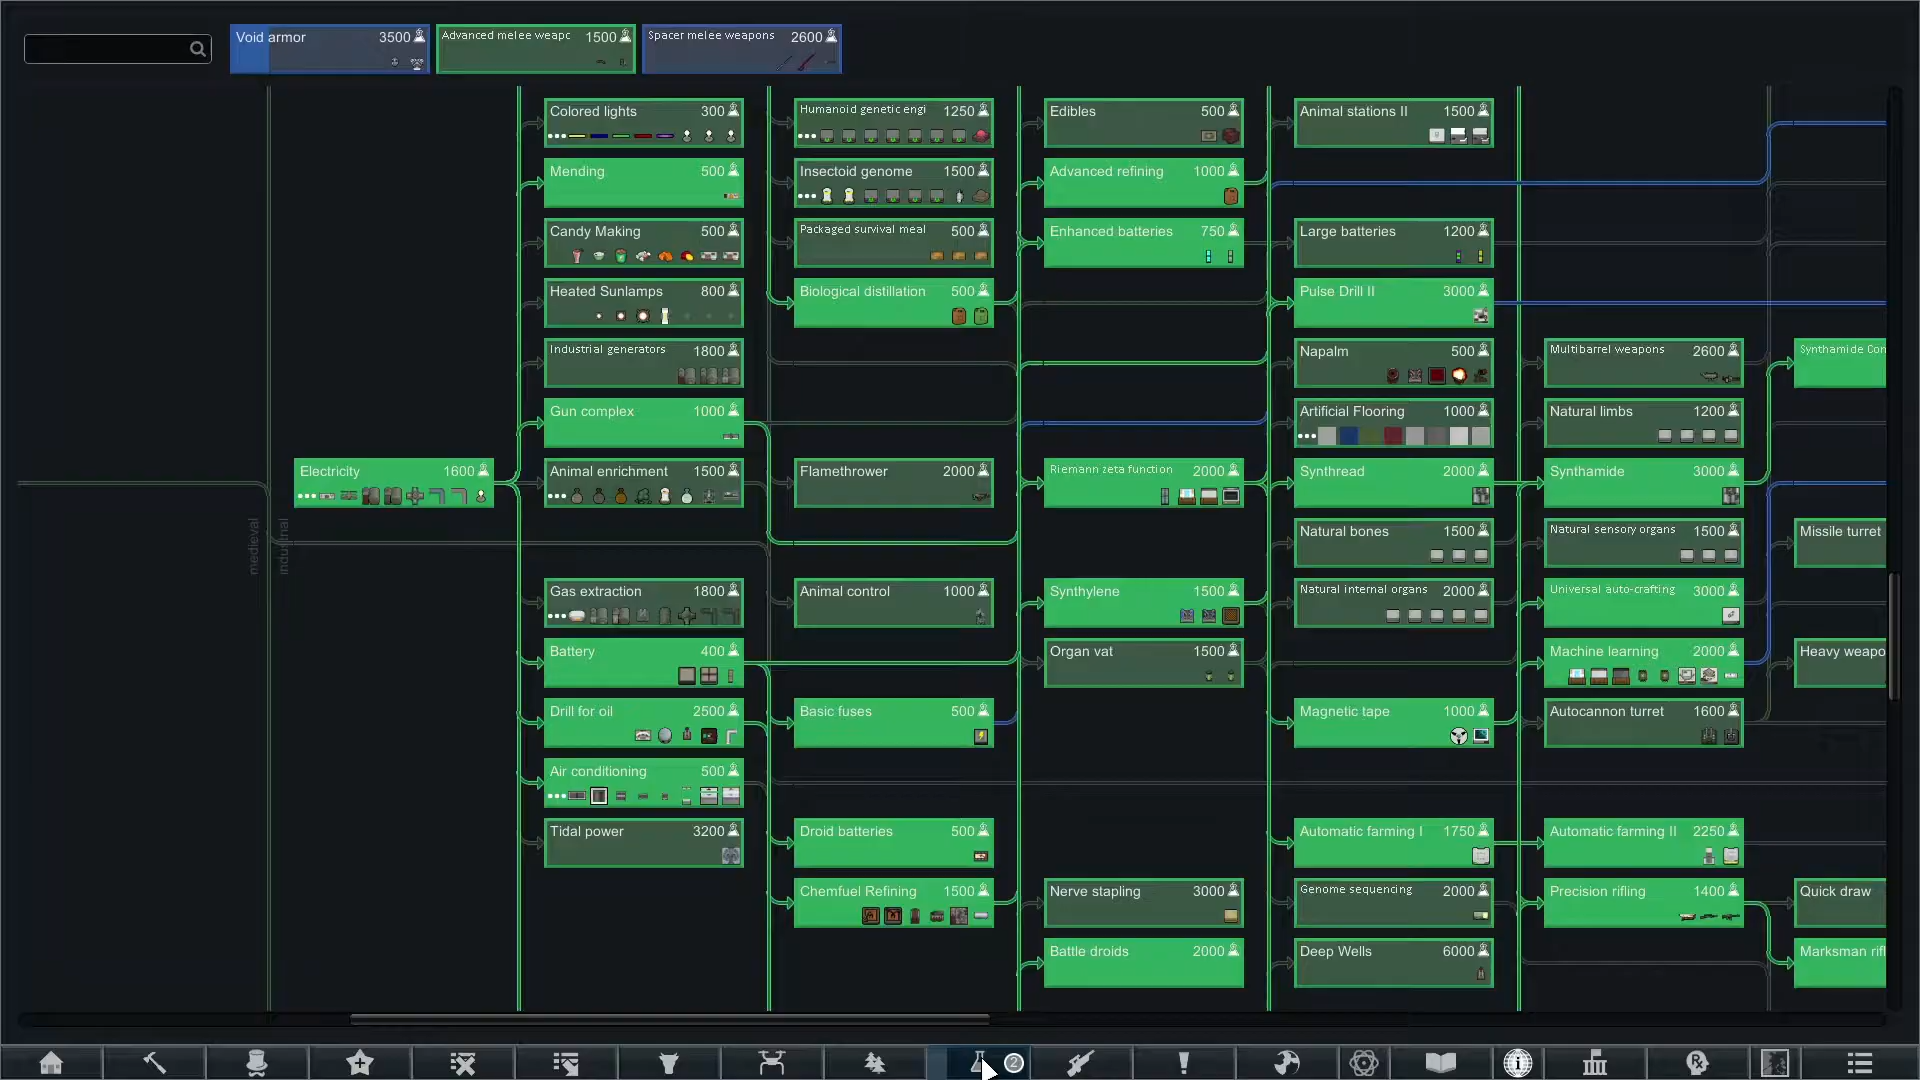 Void armor 3500
Advanced melee weapc 1500
Spacer melee weapons 2600
Colored lights 300
Humanoid genetic engi 1250
Edibles 500
Animal stations II 1500
Mending 500
Insectoid genome 1500
Advanced refining 1000
Candy Making 500
Packaged survival meal 500
Enhanced batteries 750
Large batteries 1200
Heated Sunlamps 800
Biological distillation 500
Pulse Drill II 3000
Industrial generators 1800
Napalm 500
Multibarrel weapons 2600
Synthamide Con
Gun complex 1000
Artificial Flooring 1000
Natural limbs 1200
Electricity 1600
Animal enrichment 1500
Flamethrower 2000
Riemann zeta function 2000
Synthread 2000
Synthamide 3000
medieval
industrial
Natural bones 1500
Natural sensory organs 1500
Missile turret
Gas extraction 1800
Animal control 1000
Synthylene 1500
Natural internal organs 2000
Universal auto-crafting 3000
Battery 400
Organ vat 1500
Machine learning 2000
Heavy weapo
Drill for oil 2500
Basic fuses 500
Magnetic tape 1000
Autocannon turret 1600
Air conditioning 500
Tidal power 3200
Droid batteries 500
Automatic farming I 1750
Automatic farming II 2250
Chemfuel Refining 1500
Nerve stapling 3000
Genome sequencing 2000
Precision rifling 1400
Quick draw
Battle droids 2000
Deep Wells 6000
Marksman rifl
2